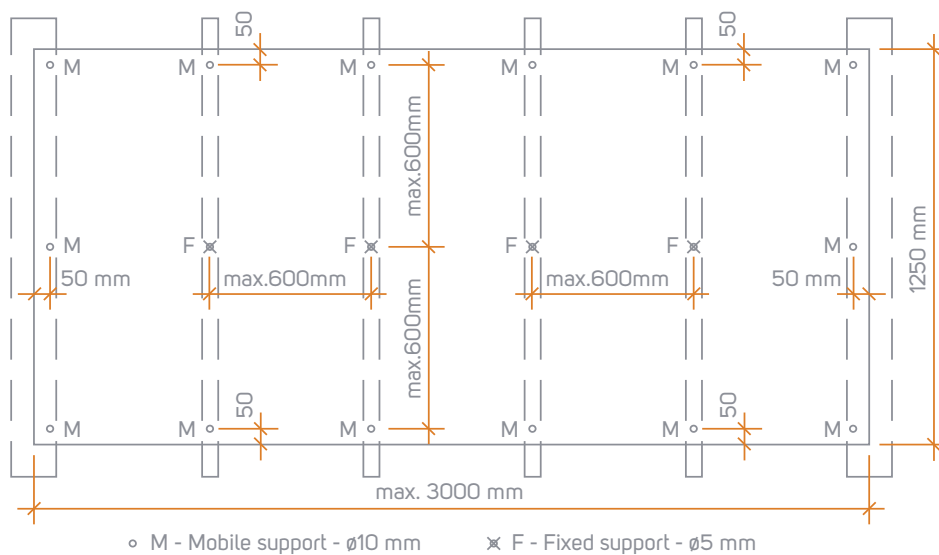 50
50
M M M M M M
max.600mm
1250 mm
M F F F F M
50 mm max.600mm max.600mm 50 mm
max.600mm
50
50
M M M M M M
max. 3000 mm
M - Mobile support - ø10 mm F - Fixed support - ø5 mm